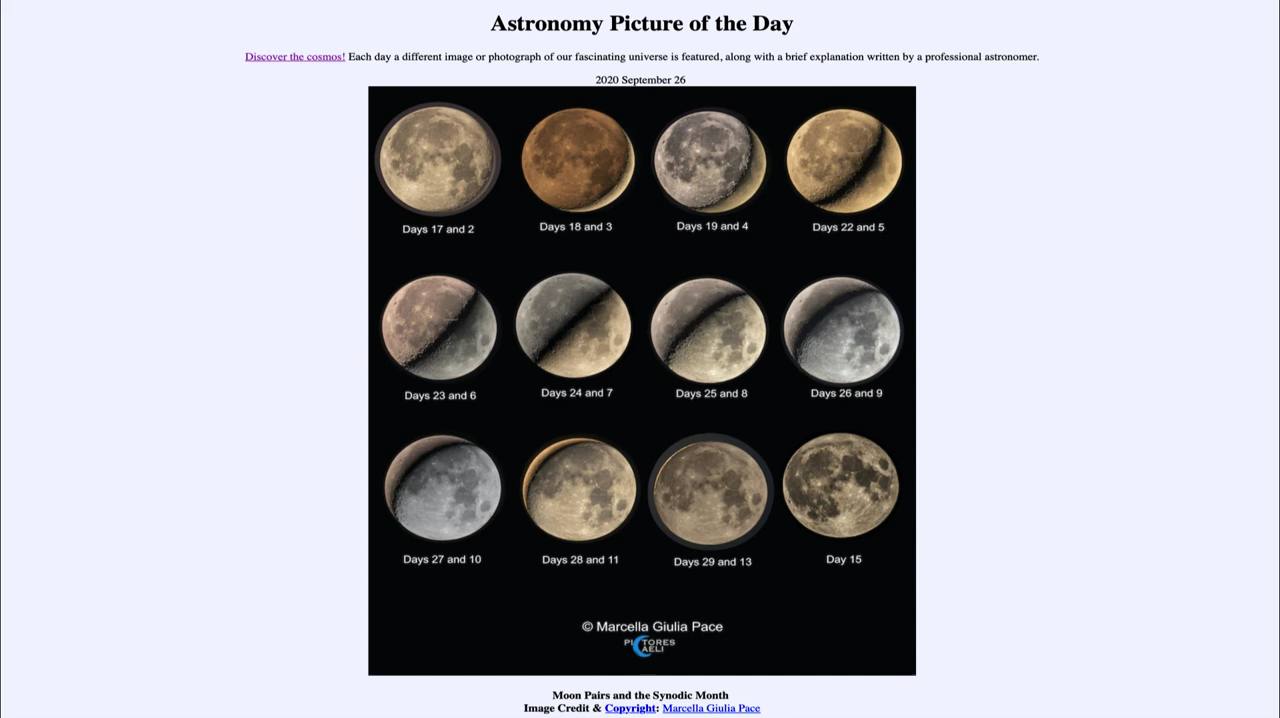 Astronomy Picture of the Day
Discover the cosmos! Each day a different image or photograph of our fascinating universe is featured, along with a brief explanation written by a professional astronomer.
2020 September 26
Days 17 and 2
Days 18 and 3
Days 19 and 4
Days 22 and 5
Days 23 and 6
Days 24 and 7
Days 25 and 8
Days 26 and 9
Days 27 and 10
Days 28 and 11
Days 29 and 13
Day 15
© Marcella Giulia Pace
PICTORES
CAELI
Moon Pairs and the Synodic Month
Image Credit & Copyright: Marcella Giulia Pace